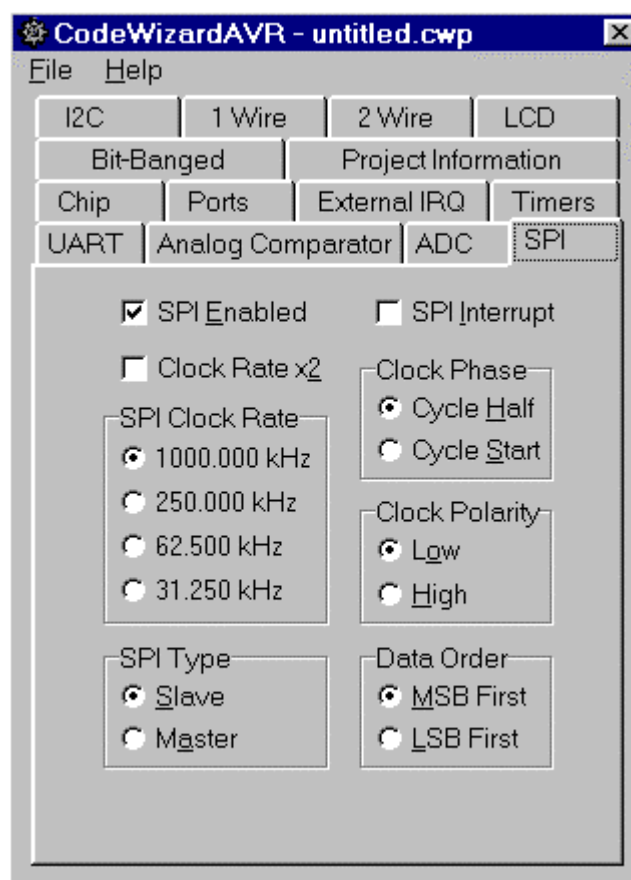 CodeWizardAVR - untitled.cwp
File Help
I2C 1 Wire 2 Wire LCD
Bit-Banged Project Information
Chip Ports External IRQ Timers
UART Analog Comparator ADC SPI
SPI Enabled SPI Interrupt
Clock Rate x2
Clock Phase
Cycle Half
Cycle Start
SPI Clock Rate
1000.000 kHz
250.000 kHz
62.500 kHz
31.250 kHz
Clock Polarity
Low
High
SPI Type
Slave
Master
Data Order
MSB First
LSB First